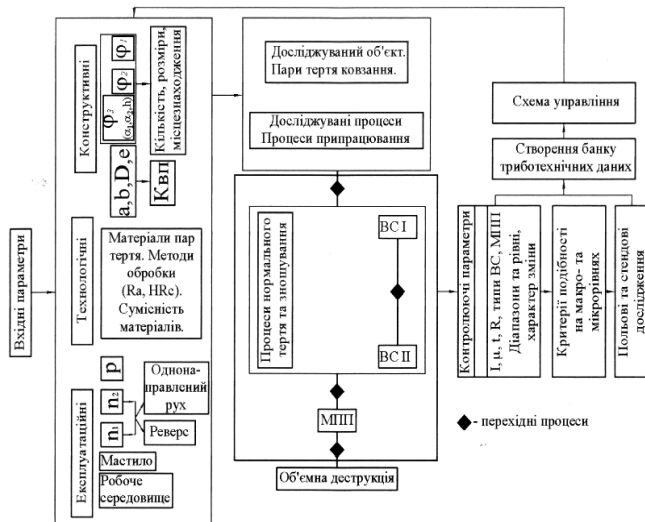 Вхідні параметри
Конструктивні
φ3
(α1,α2,h)
φ2
φ1
Кількість, розміри,
місцезнаходження
a,b,D,e
Квп
Технологічні
Матеріали пар
тертя. Методи
обробки
(Ra, HRc).
Сумісність
матеріалів.
Експлуатаційні
n1
n2
p
Однона-
правлений
рух
Реверс
Мастило
Робоче
середовище
Досліджуваний об'єкт.
Пари тертя ковзання.
Досліджувані процеси
Процеси припрацювання
Процеси нормального
тертя та зношування
ВС I
ВС II
МПП
Об'ємна деструкція
Контролюючі параметри
I, μ, t, R, типи ВС, МПП
Діапазони та рівні,
характер зміни
Критерії подібності
на макро- та
мікрорівнях
Польові та стендові
дослідження
Схема управління
Створення банку
триботехнічних даних
- перехідні процеси